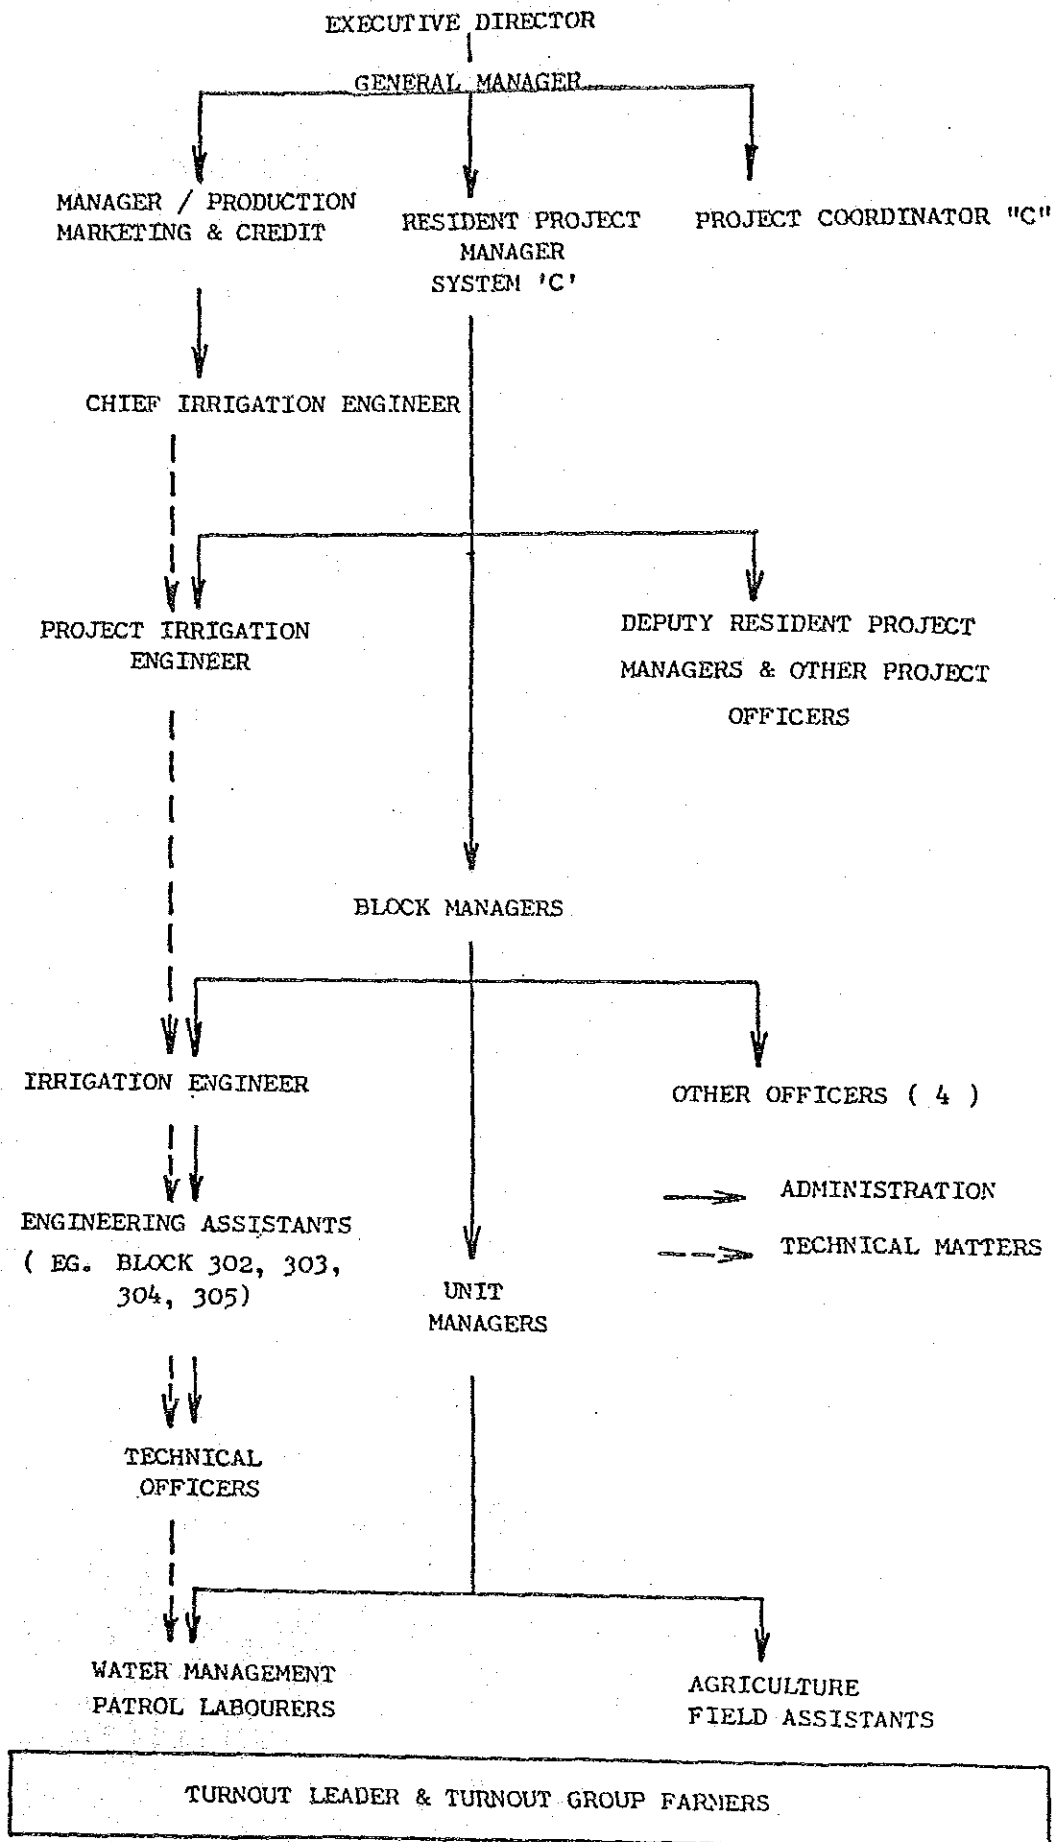 EXECUTIVE DIRECTOR
GENERAL MANAGER
MANAGER / PRODUCTION
MARKETING & CREDIT
RESIDENT PROJECT
MANAGER
SYSTEM 'C'
PROJECT COORDINATOR "C"
CHIEF IRRIGATION ENGINEER
PROJECT IRRIGATION
ENGINEER
DEPUTY RESIDENT PROJECT
MANAGERS & OTHER PROJECT
OFFICERS
BLOCK MANAGERS
IRRIGATION ENGINEER
OTHER OFFICERS ( 4 )
ENGINEERING ASSISTANTS
( EG. BLOCK 302, 303,
304, 305)
ADMINISTRATION
TECHNICAL MATTERS
UNIT
MANAGERS
TECHNICAL
OFFICERS
WATER MANAGEMENT
PATROL LABOURERS
AGRICULTURE
FIELD ASSISTANTS
TURNOUT LEADER & TURNOUT GROUP FARMERS